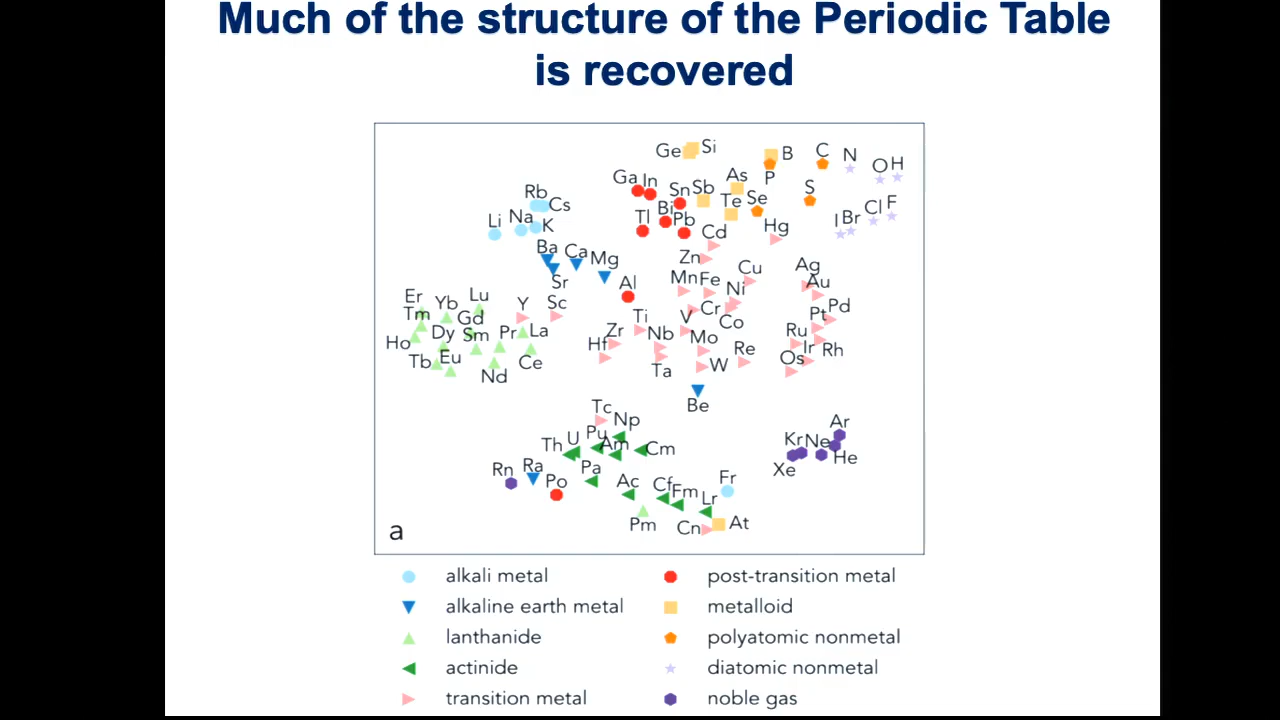 Much of the structure of the Periodic Table
is recovered
Ge Si B C N O H
Ga In Sn Sb As P S
Rb Cs Te Se
Li Na K Tl Bi Pb I Br Cl F
Cd Hg
Ba Ca Mg Zn
Sr Al Mn Fe Cu Ag Au
Er Yb Lu Y Sc Ni
Tm Gd Ti V Cr Co Pt Pd
Ho Dy Sm Pr La Hf Zr Nb Mo Ru
Tb Eu Nd Ce Ta W Re Os Ir Rh
Be
Tc Np Ar
Th U Pu Am Cm Kr Ne
Rn Ra Po Pa Xe He
Ac Cf Fm Lr Fr
Pm Cn At
a
alkali metal
alkaline earth metal
lanthanide
actinide
transition metal
post-transition metal
metalloid
polyatomic nonmetal
diatomic nonmetal
noble gas